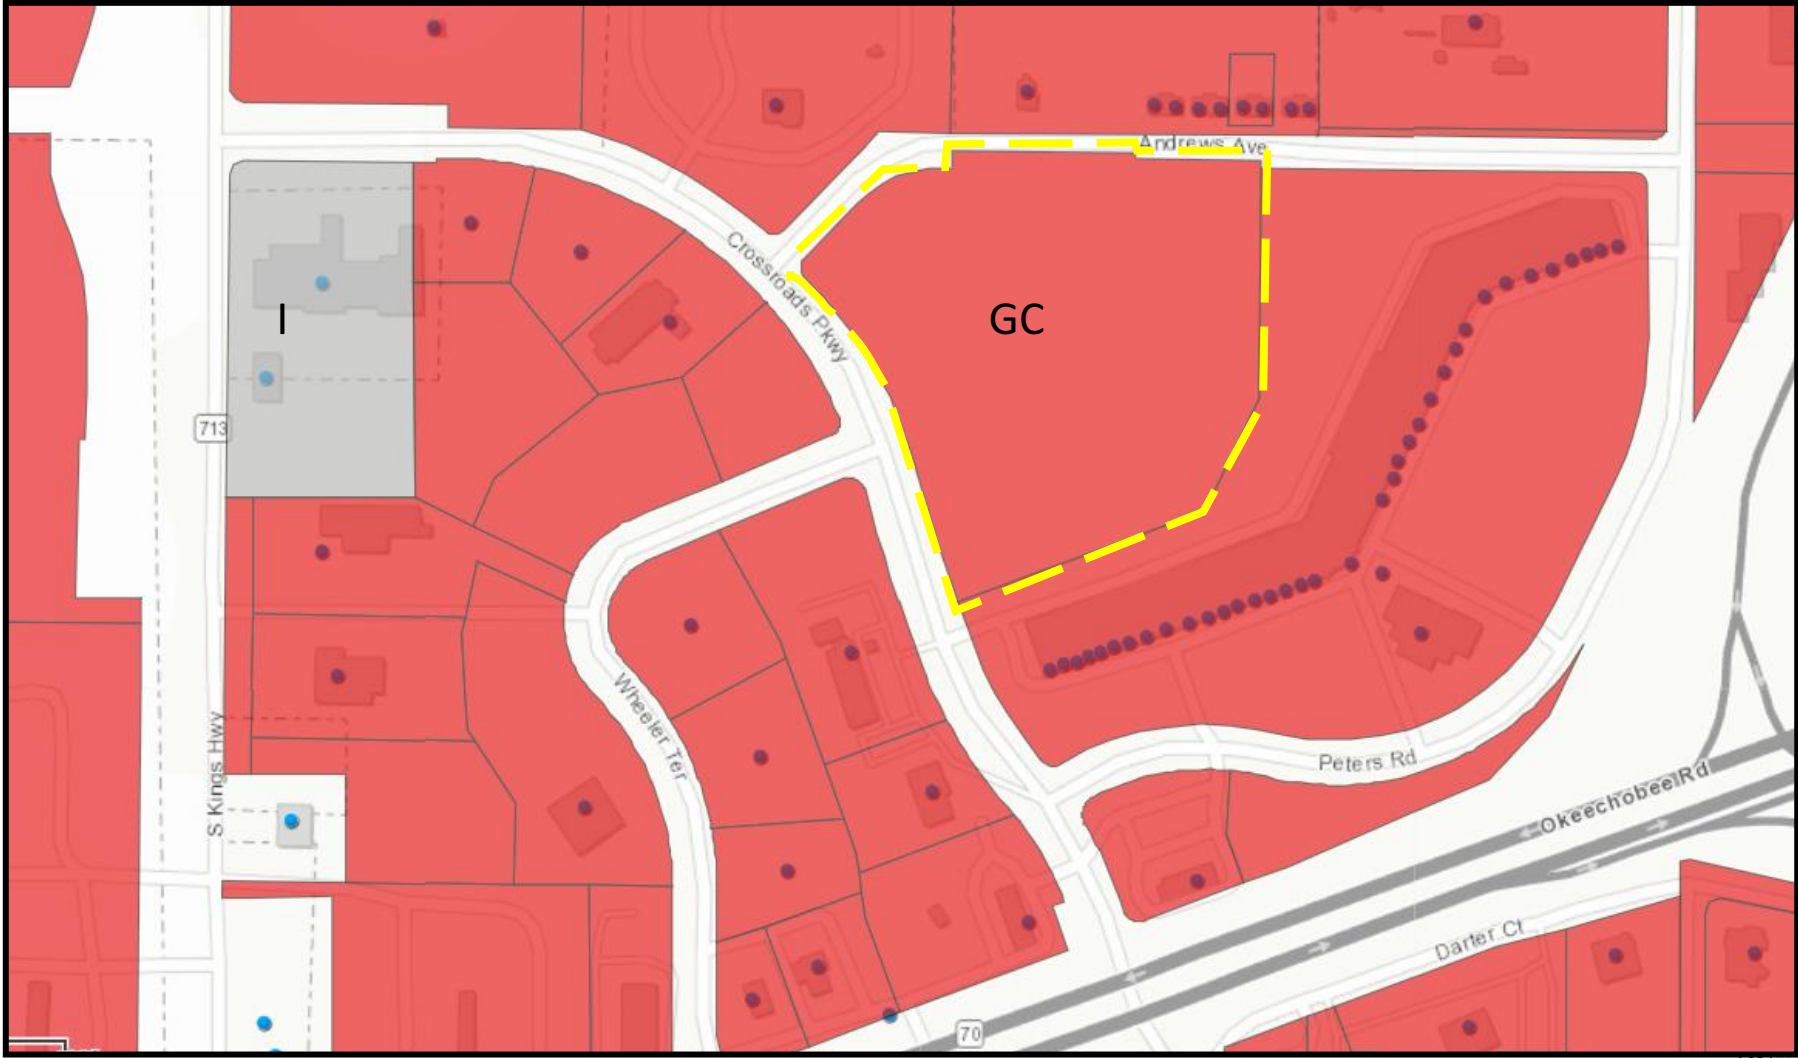 Andrews Ave
Crossroads Pkwy
I
GC
713
Wheeler Ter
S Kings Hwy
Peters Rd
Okeechobee Rd
Darter Ct
70